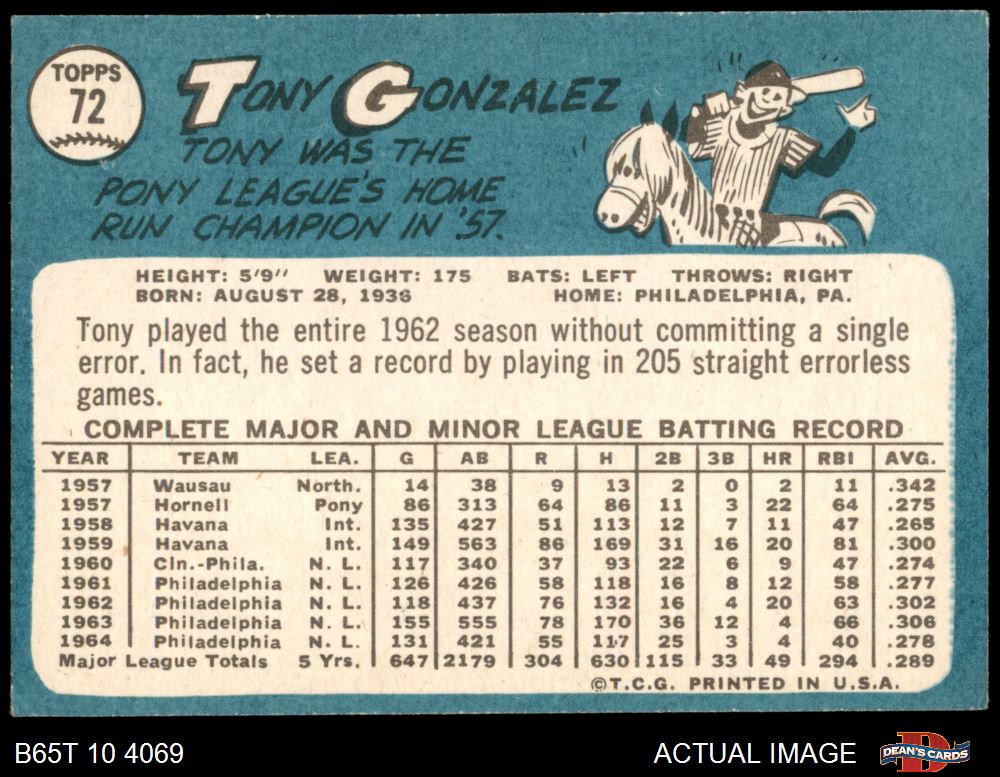 TOPPS
72
TONY GONZALEZ
TONY WAS THE
PONY LEAGUE'S HOME
RUN CHAMPION IN '57.
HEIGHT: 5'9" WEIGHT: 175 BATS: LEFT THROWS: RIGHT
BORN: AUGUST 28, 1936 HOME: PHILADELPHIA, PA.
Tony played the entire 1962 season without committing a single
error. In fact, he set a record by playing in 205 straight errorless
games.
COMPLETE MAJOR AND MINOR LEAGUE BATTING RECORD
YEAR TEAM LEA. G AB R H 2B 3B HR RBI AVG.
1957 Wausau North. 14 38 9 13 2 0 2 11 .342
1957 Hornell Pony 86 313 64 86 11 3 22 64 .275
1958 Havana Int. 135 427 51 113 12 7 11 47 .265
1959 Havana Int. 149 563 86 169 31 16 20 81 .300
1960 Cin.-Phila. N. L. 117 340 37 93 22 6 9 47 .274
1961 Philadelphia N. L. 126 426 58 118 16 8 12 58 .277
1962 Philadelphia N. L. 118 437 76 132 16 4 20 63 .302
1963 Philadelphia N. L. 155 555 78 170 36 12 4 66 .306
1964 Philadelphia N. L. 131 421 55 117 25 3 4 40 .278
Major League Totals 5 Yrs. 647 2179 304 630 115 33 49 294 .289
©T.C.G. PRINTED IN U.S.A.
B65T 10 4069 ACTUAL IMAGE
D
DEAN'S CARDS